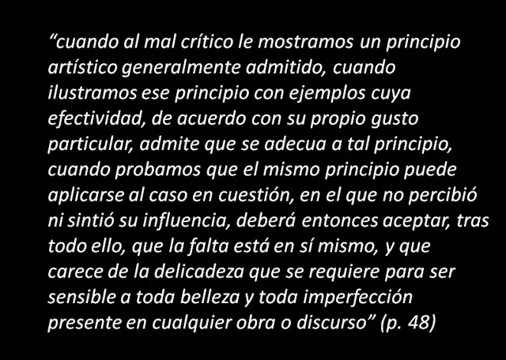 “cuando al mal crítico le mostramos un principio
artístico generalmente admitido, cuando
ilustramos ese principio con ejemplos cuya
efectividad, de acuerdo con su propio gusto
particular, admite que se adecua a tal principio,
cuando probamos que el mismo principio puede
aplicarse al caso en cuestión, en el que no percibió
ni sintió su influencia, deberá entonces aceptar, tras
todo ello, que la falta está en sí mismo, y que
carece de la delicadeza que se requiere para ser
sensible a toda belleza y toda imperfección
presente en cualquier obra o discurso” (p. 48)